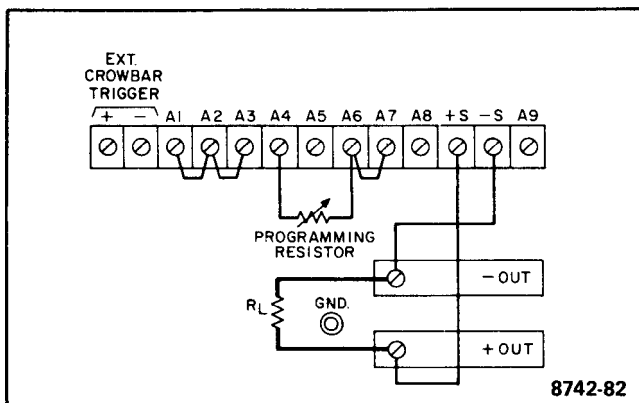 EXT.
CROWBAR
TRIGGER
+ - A1 A2 A3 A4 A5 A6 A7 A8 +S -S A9
PROGRAMMING
RESISTOR
- OUT
RL
GND.
+ OUT
8742-82